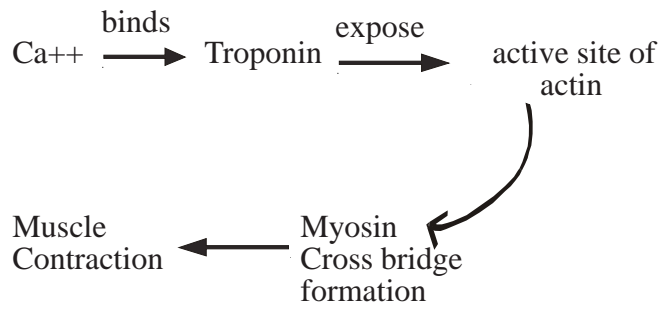 binds
expose
Ca++
Troponin
active site of
actin
Muscle
Contraction
Myosin
Cross bridge
formation